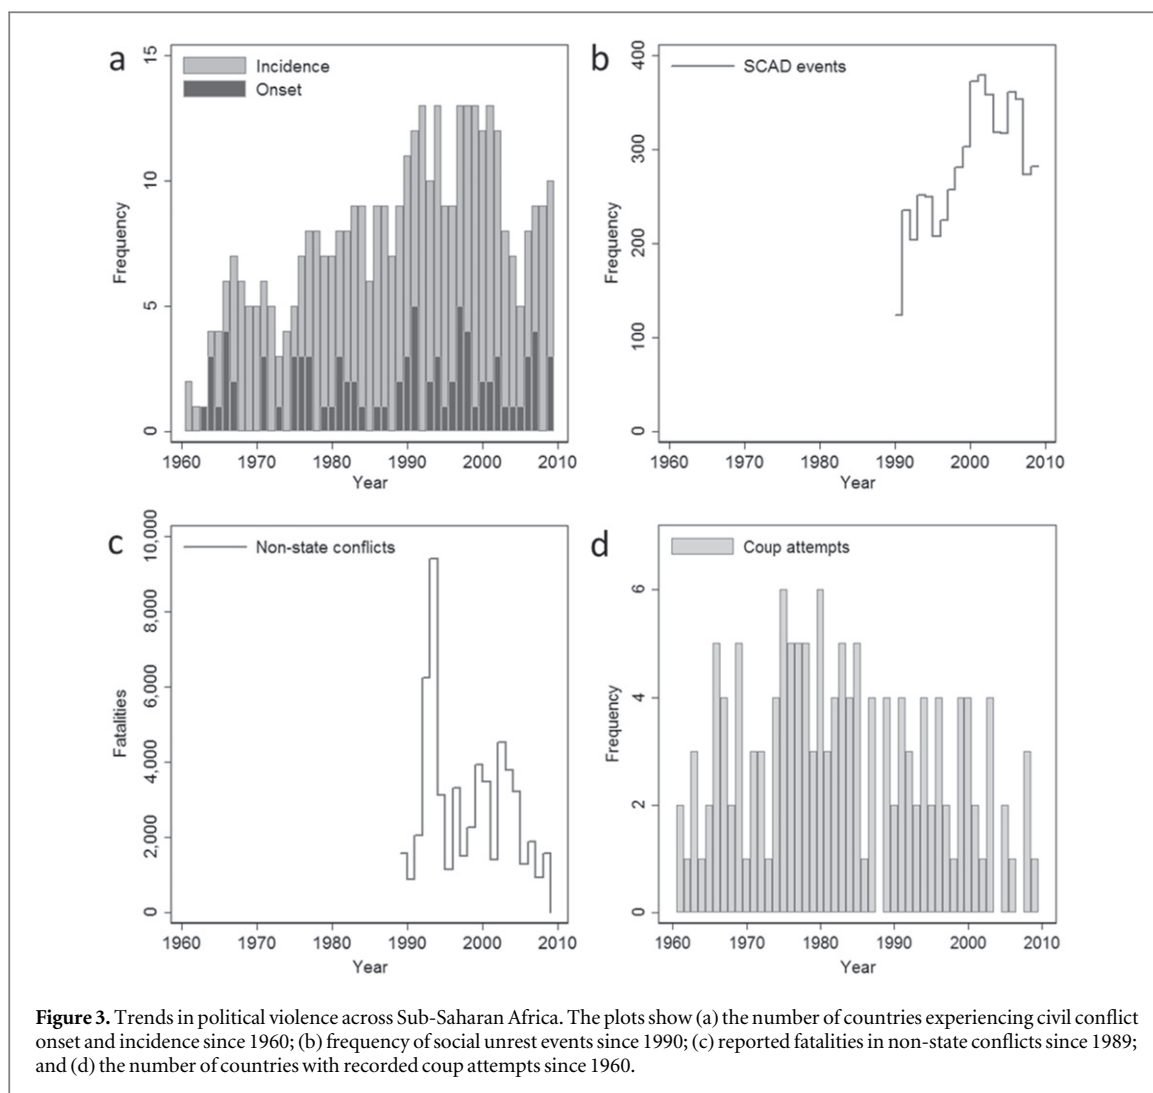 a
15
10
5
0
Frequency
Incidence
Onset
1960 1970 1980 1990 2000 2010
Year
b
400
300
200
100
0
Frequency
SCAD events
1960 1970 1980 1990 2000 2010
Year
c
10,000
8,000
6,000
4,000
2,000
0
Fatalities
Non-state conflicts
1960 1970 1980 1990 2000 2010
Year
d
6
4
2
0
Frequency
Coup attempts
1960 1970 1980 1990 2000 2010
Year
Figure 3. Trends in political violence across Sub-Saharan Africa. The plots show (a) the number of countries experiencing civil conflict
onset and incidence since 1960; (b) frequency of social unrest events since 1990; (c) reported fatalities in non-state conflicts since 1989;
and (d) the number of countries with recorded coup attempts since 1960.